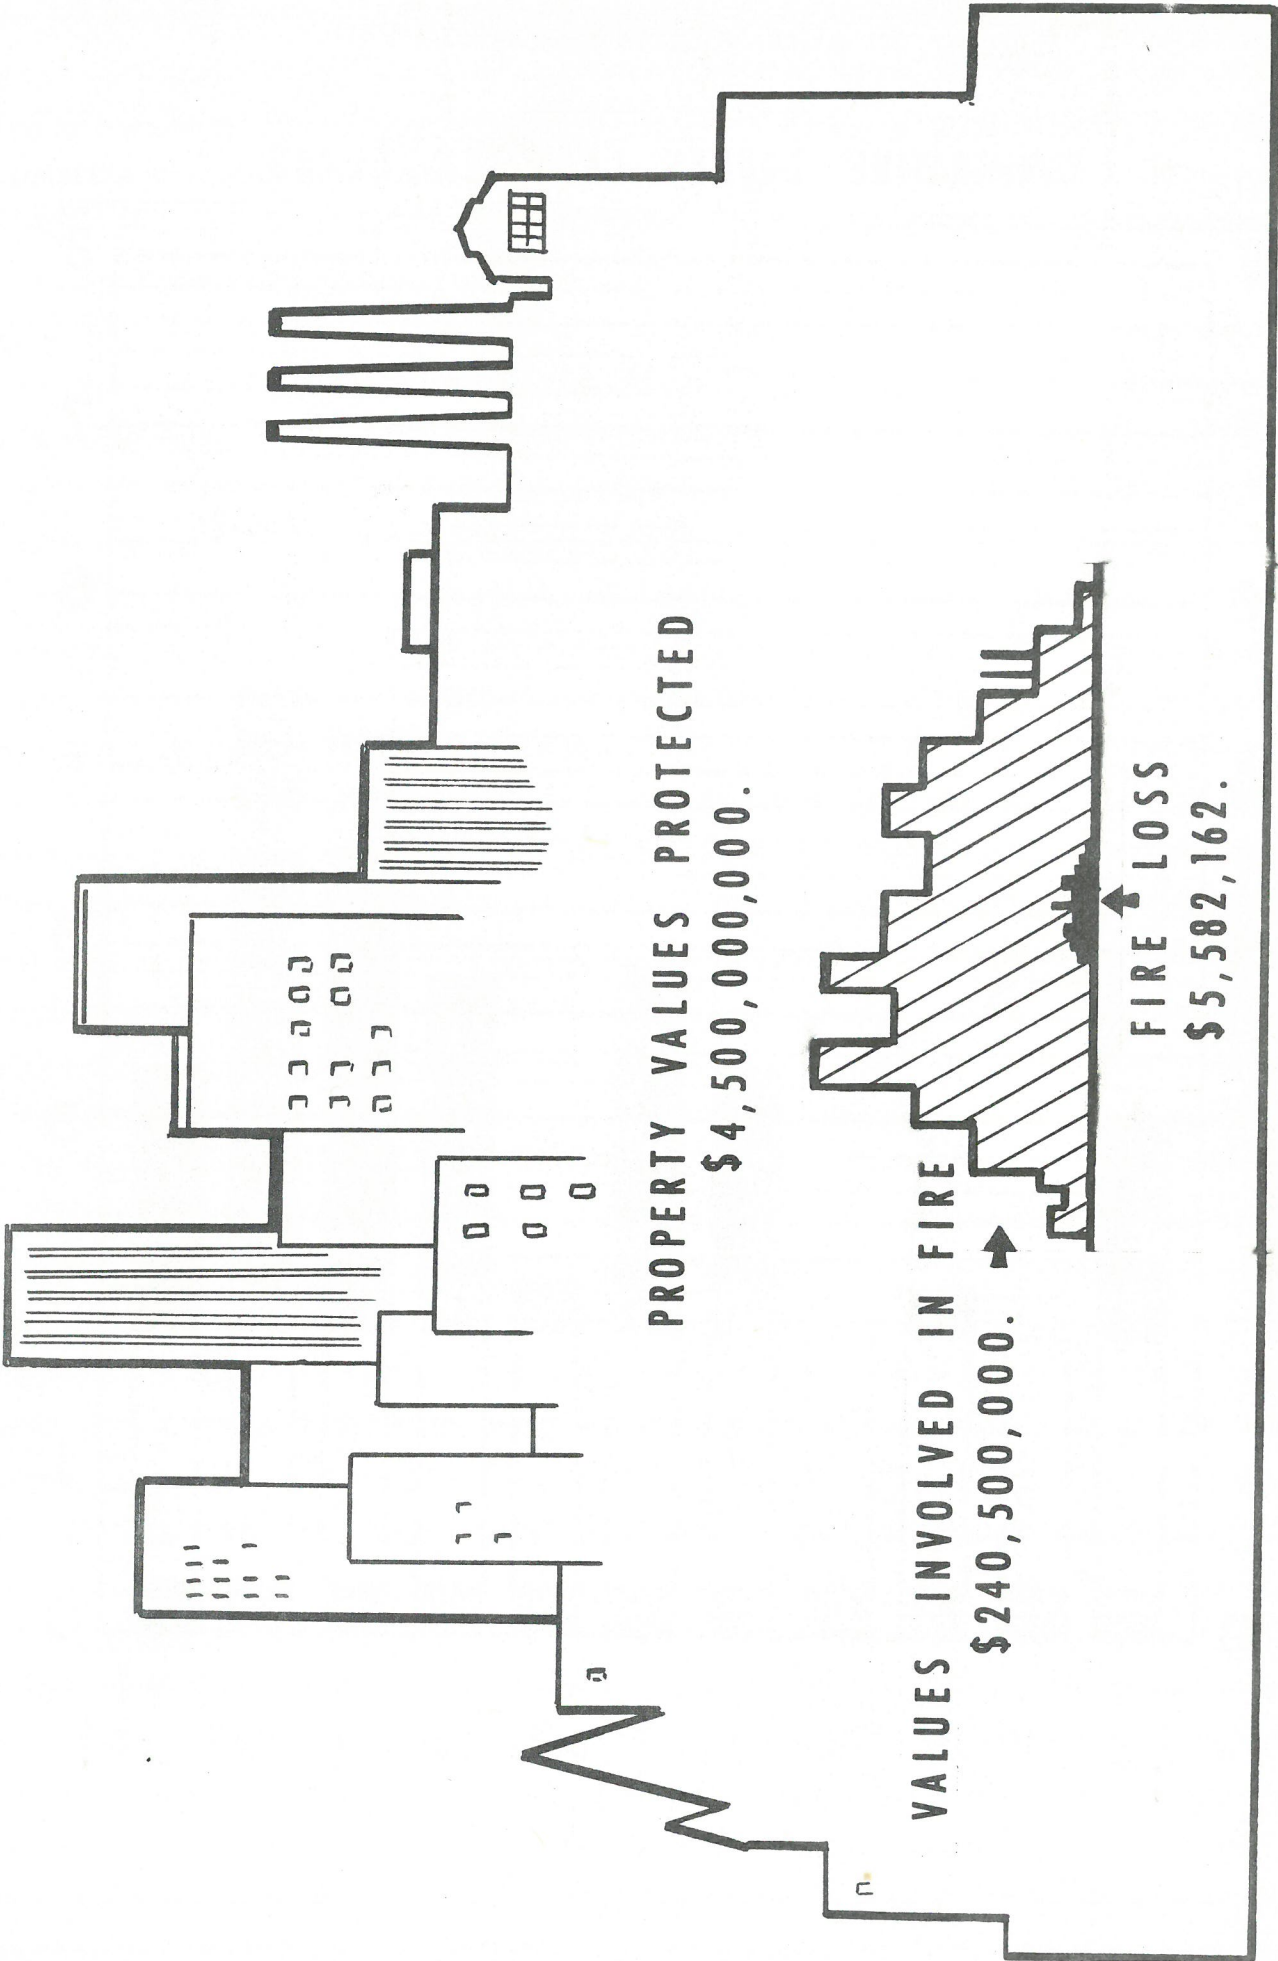 PROPERTY VALUES PROTECTED
$4,500,000,000.
VALUES INVOLVED IN FIRE
$240,500,000.
FIRE LOSS
$5,582,162.